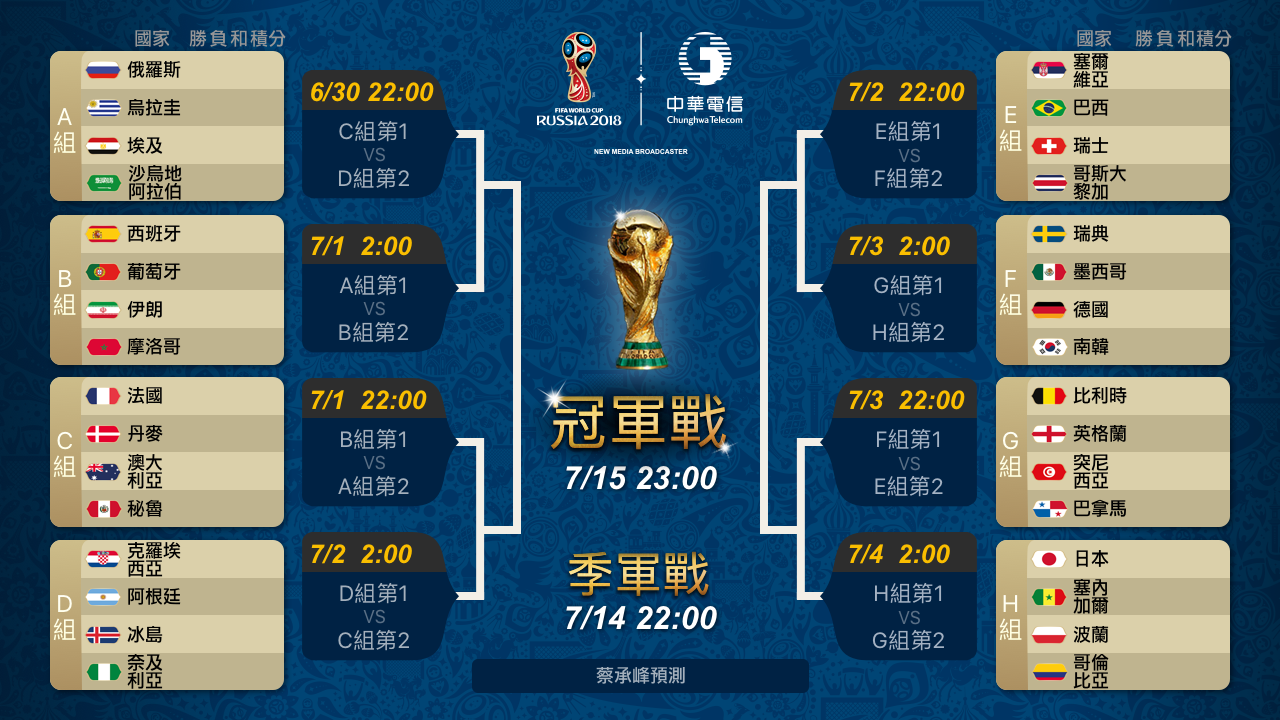 國家 勝負和積分
A組
俄羅斯
烏拉圭
埃及
沙烏地
阿拉伯
B組
西班牙
葡萄牙
伊朗
摩洛哥
C組
法國
丹麥
澳大
利亞
秘魯
D組
克羅埃
西亞
阿根廷
冰島
奈及
利亞
6/30 22:00
C組第1
VS
D組第2
7/1 2:00
A組第1
VS
B組第2
7/1 22:00
B組第1
VS
A組第2
7/2 2:00
D組第1
VS
C組第2
FIFA WORLD CUP
RUSSIA 2018
中華電信
Chunghwa Telecom
NEW MEDIA BROADCASTER
冠軍戰
7/15 23:00
季軍戰
7/14 22:00
蔡承峰預測
7/2 22:00
E組第1
VS
F組第2
7/3 2:00
G組第1
VS
H組第2
7/3 22:00
F組第1
VS
E組第2
7/4 2:00
H組第1
VS
G組第2
國家 勝負和積分
E組
塞爾
維亞
巴西
瑞士
哥斯大
黎加
F組
瑞典
墨西哥
德國
南韓
G組
比利時
英格蘭
突尼
西亞
巴拿馬
H組
日本
塞內
加爾
波蘭
哥倫
比亞